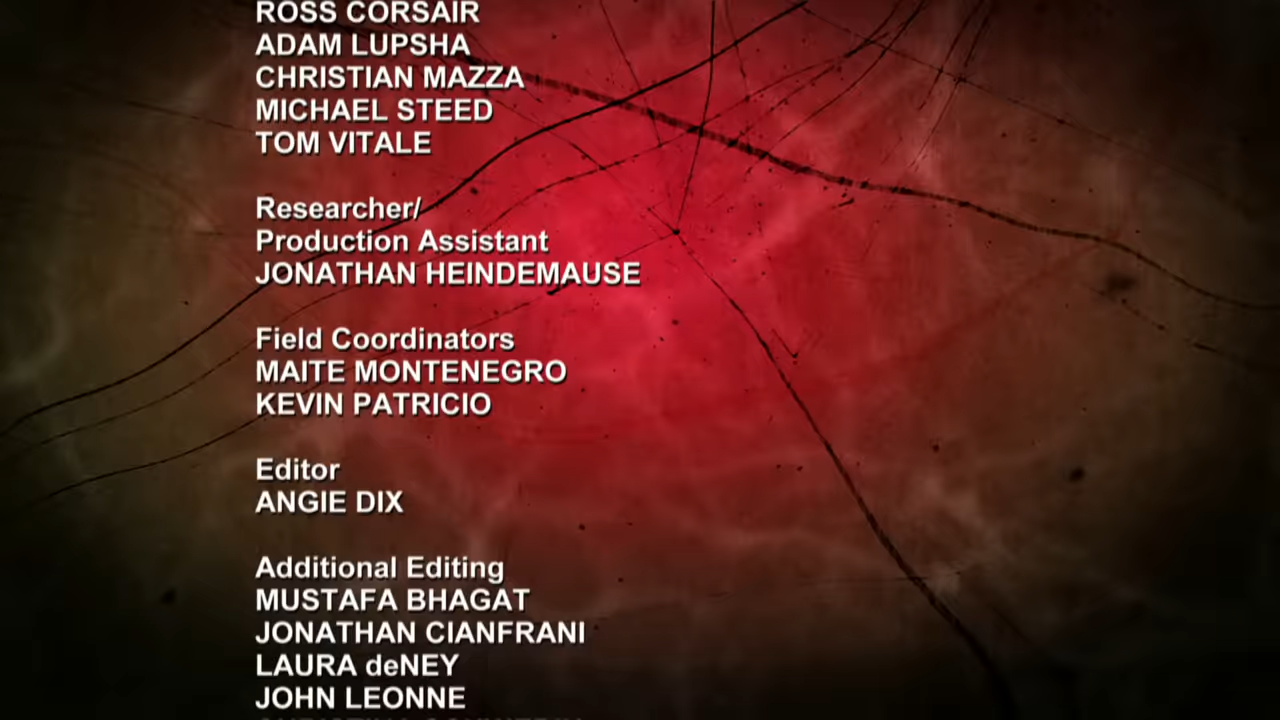 ROSS CORSAIR
ADAM LUPSHA
CHRISTIAN MAZZA
MICHAEL STEED
TOM VITALE
Researcher/
Production Assistant
JONATHAN HEINDEMAUSE
Field Coordinators
MAITE MONTENEGRO
KEVIN PATRICIO
Editor
ANGIE DIX
Additional Editing
MUSTAFA BHAGAT
JONATHAN CIANFRANI
LAURA deNEY
JOHN LEONNE